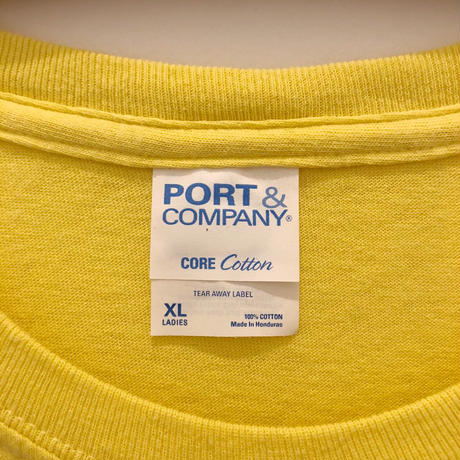 PORT &
COMPANY®
CORE Cotton
TEAR AWAY LABEL
XL
LADIES
100% COTTON
Made In Honduras